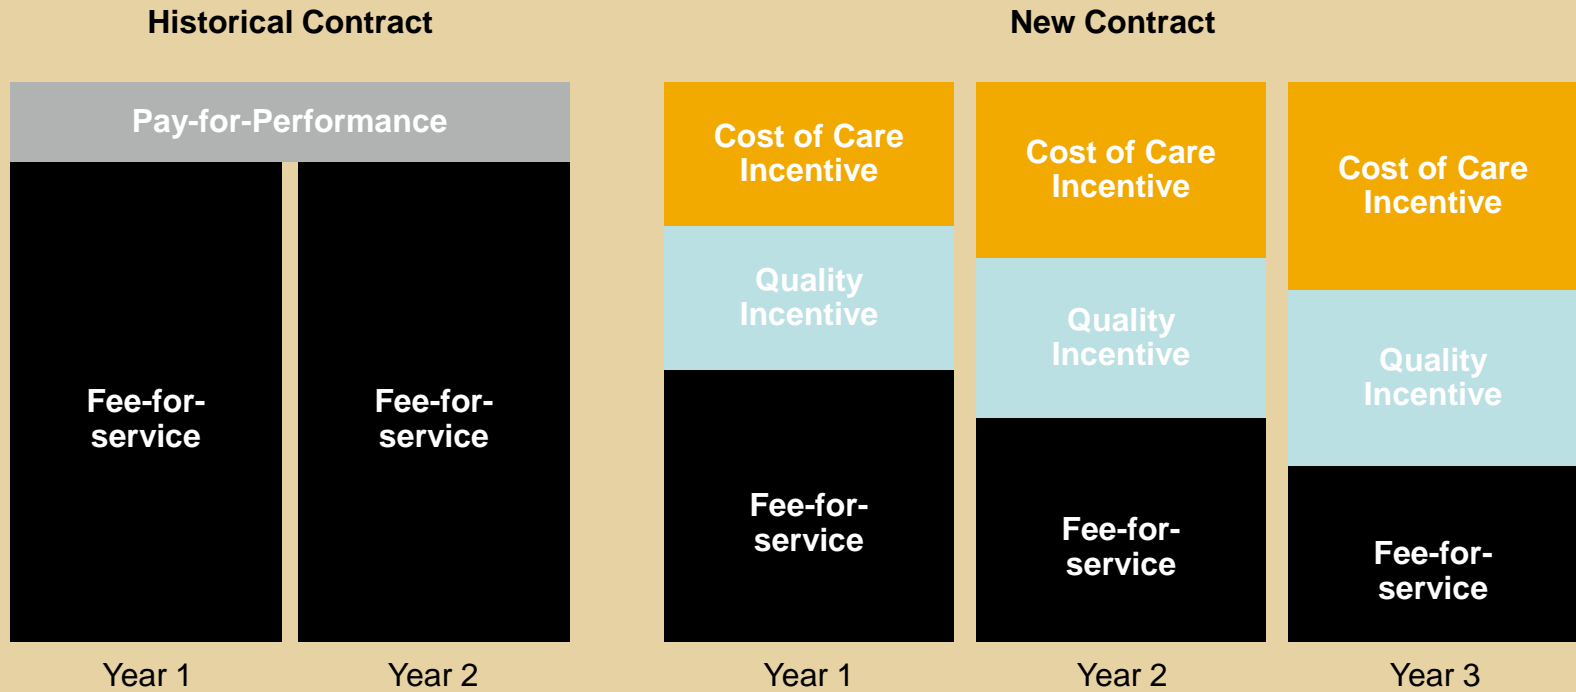 Historical Contract
New Contract
Pay-for-Performance
Fee-for-
service
Fee-for-
service
Cost of Care
Incentive
Quality
Incentive
Fee-for-
service
Cost of Care
Incentive
Quality
Incentive
Fee-for-
service
Cost of Care
Incentive
Quality
Incentive
Fee-for-
service
Year 1
Year 2
Year 1
Year 2
Year 3